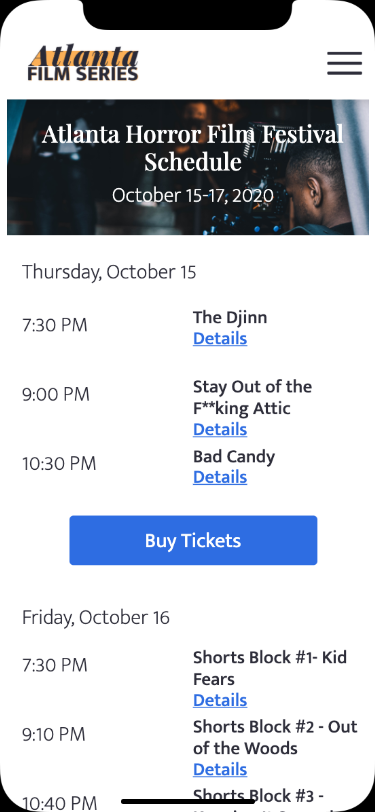 Atlanta
FILM SERIES
Atlanta Horror Film Festival
Schedule
October 15-17, 2020
Thursday, October 15
7:30 PM
The Djinn
Details
9:00 PM
Stay Out of the
F**king Attic
Details
10:30 PM
Bad Candy
Details
Buy Tickets
Friday, October 16
7:30 PM
Shorts Block #1- Kid
Fears
Details
9:10 PM
Shorts Block #2 - Out
of the Woods
Details
10:40 PM
Shorts Block #3 -